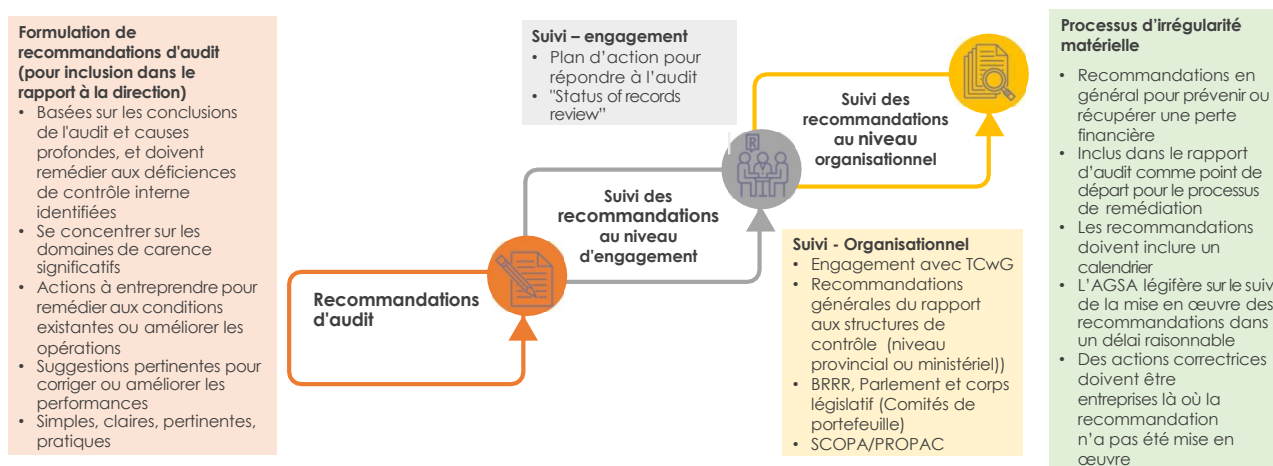 Formulation de
recommandations d'audit
(pour inclusion dans le
rapport à la direction)
• Basées sur les conclusions
de l'audit et causes
profondes, et doivent
remédier aux déficiences
de contrôle interne
identifiées
• Se concentrer sur les
domaines de carence
significatifs
• Actions à entreprendre pour
remédier aux conditions
existantes ou améliorer les
opérations
• Suggestions pertinentes pour
corriger ou améliorer les
performances
• Simples, claires, pertinentes,
pratiques
Recommandations
d'audit
Suivi – engagement
• Plan d’action pour
répondre à l’audit
• "Status of records
review”
Suivi des
recommandations
au niveau
d'engagement
R
Suivi des
recommandations
au niveau
organisationnel
Suivi - Organisationnel
• Engagement avec TCwG
• Recommandations
générales du rapport
aux structures de
contrôle (niveau
provincial ou ministériel))
• BRRR, Parlement et corps
législatif (Comités de
portefeuille)
• SCOPA/PROPAC
Processus d’irrégularité
matérielle
• Recommandations en
général pour prévenir ou
récupérer une perte
financière
• Inclus dans le rapport
d’audit comme point de
départ pour le processus
de remédiation
• Les recommandations
doivent inclure un
calendrier
• L’AGSA légifère sur le suiv
de la mise en œuvre des
recommandations dans
un délai raisonnable
• Des actions correctrices
doivent être
entreprises là où la
recommandation
n’a pas été mise en
œuvre